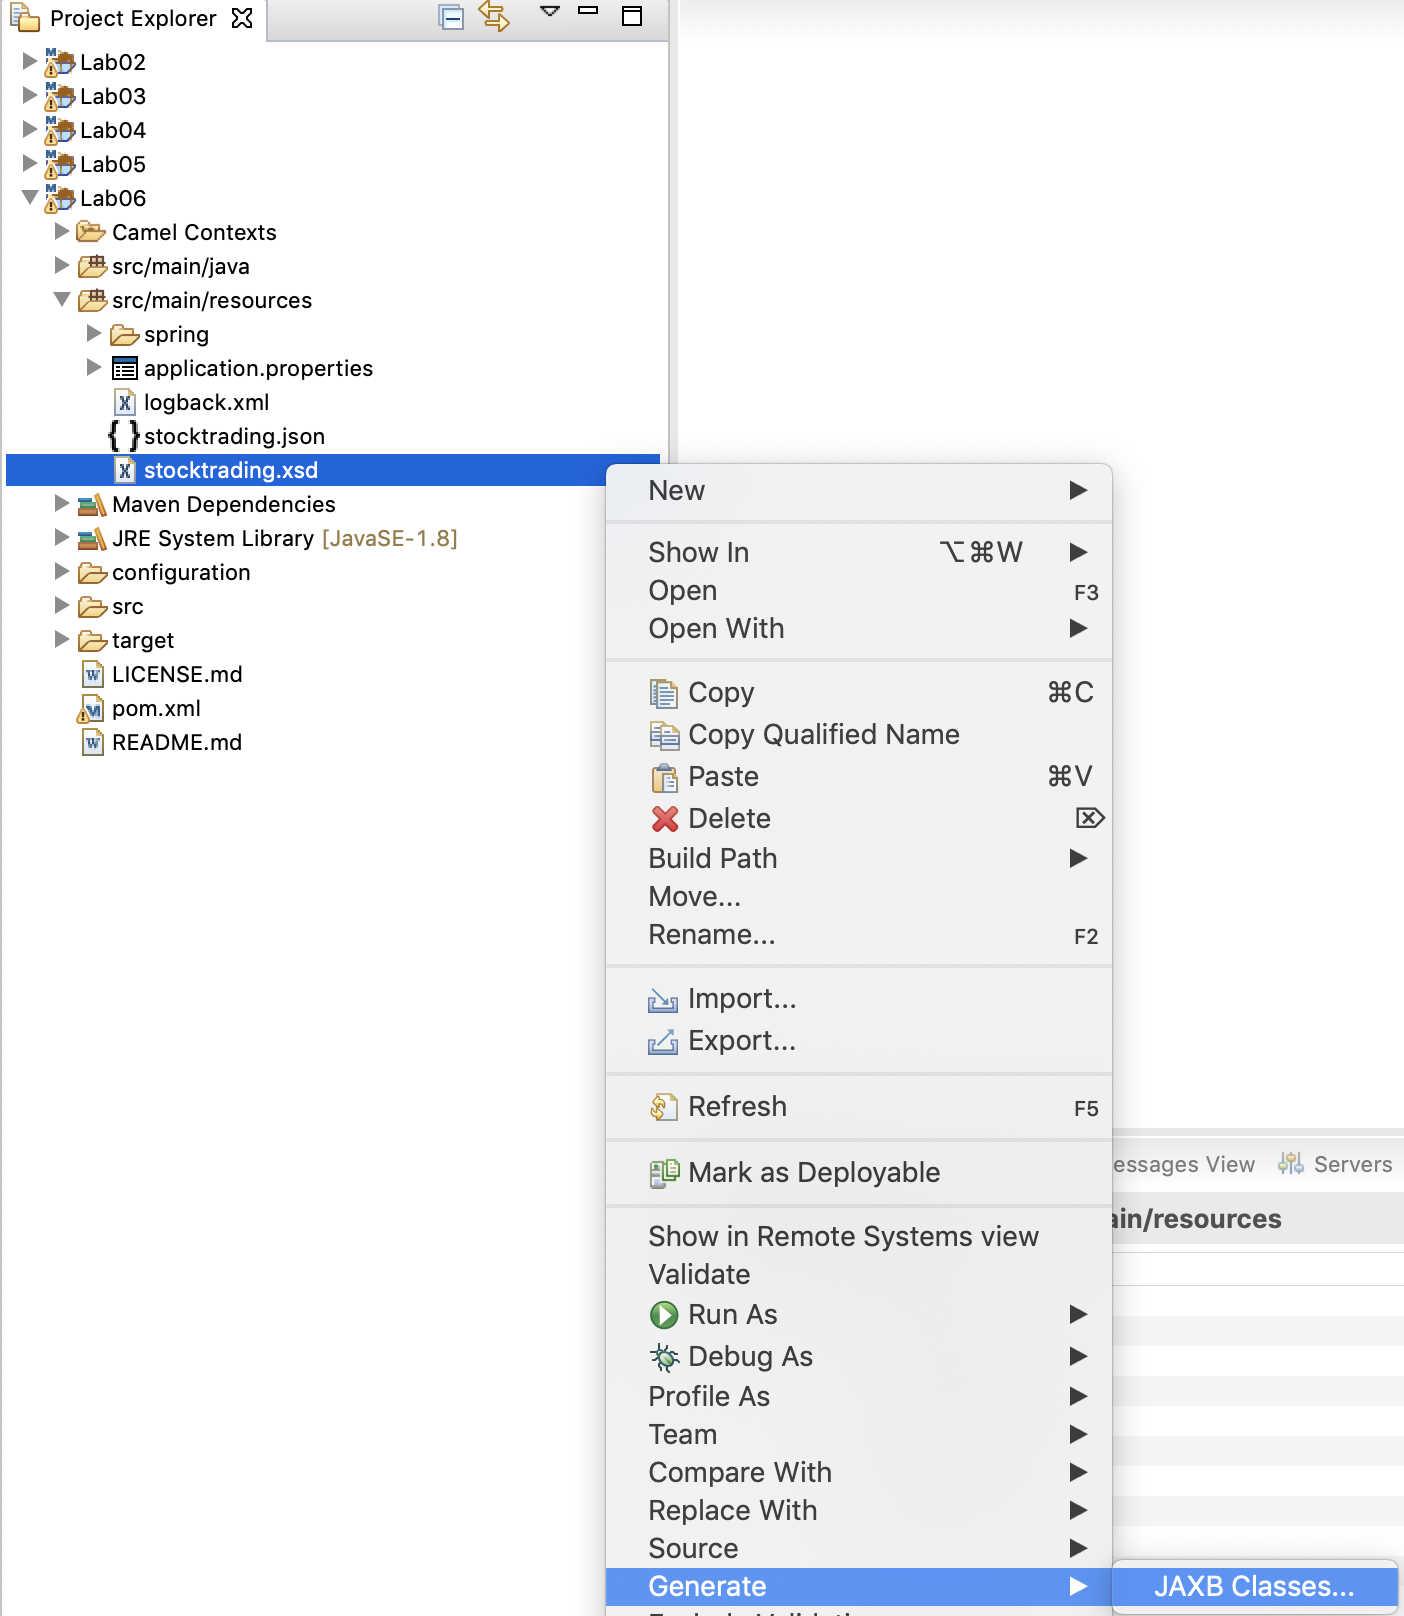 Project Explorer
Lab02
Lab03
Lab04
Lab05
Lab06
Camel Contexts
src/main/java
src/main/resources
spring
application.properties
logback.xml
stocktrading.json
stocktrading.xsd
Maven Dependencies
JRE System Library [JavaSE-1.8]
configuration
src
target
LICENSE.md
pom.xml
README.md
New
Show In ⌥⌘W
Open F3
Open With
Copy ⌘C
Copy Qualified Name
Paste ⌘V
Delete ⌦
Build Path
Move...
Rename... F2
Import...
Export...
Refresh F5
Mark as Deployable
Show in Remote Systems view
Validate
Run As
Debug As
Profile As
Team
Compare With
Replace With
Source
Generate
JAXB Classes...
essages View Servers
ain/resources